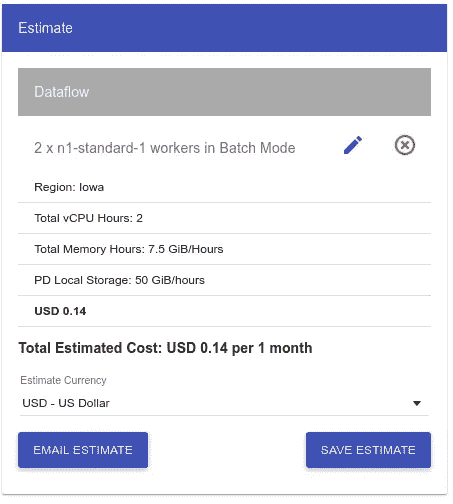 Estimate
Dataflow
2 x n1-standard-1 workers in Batch Mode
Region: Iowa
Total vCPU Hours: 2
Total Memory Hours: 7.5 GiB/Hours
PD Local Storage: 50 GiB/hours
USD 0.14
Total Estimated Cost: USD 0.14 per 1 month
Estimate Currency
USD - US Dollar
EMAIL ESTIMATE
SAVE ESTIMATE